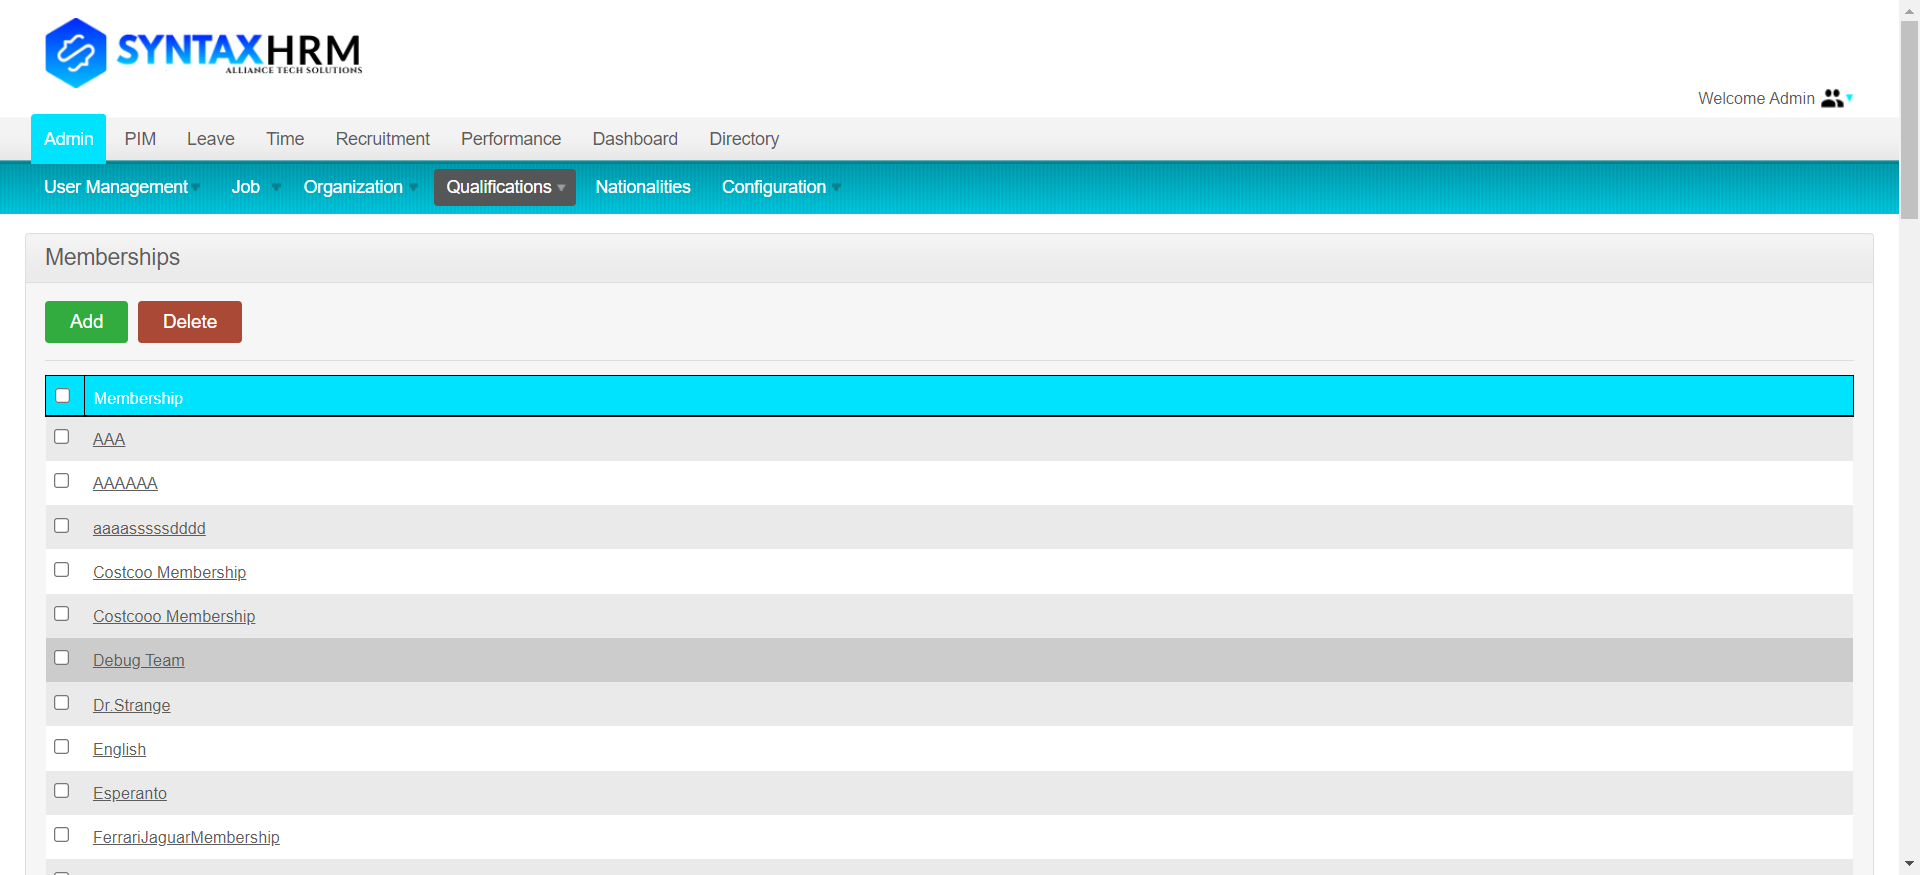 SYNTAXHRM
ALLIANCE TECH SOLUTIONS
Welcome Admin
Admin PIM Leave Time Recruitment Performance Dashboard Directory
User Management Job Organization Qualifications Nationalities Configuration
Memberships
Add Delete
Membership
AAA
AAAAAA
aaaasssssdddd
Costcoo Membership
Costcooo Membership
Debug Team
Dr.Strange
English
Esperanto
FerrariJaguarMembership